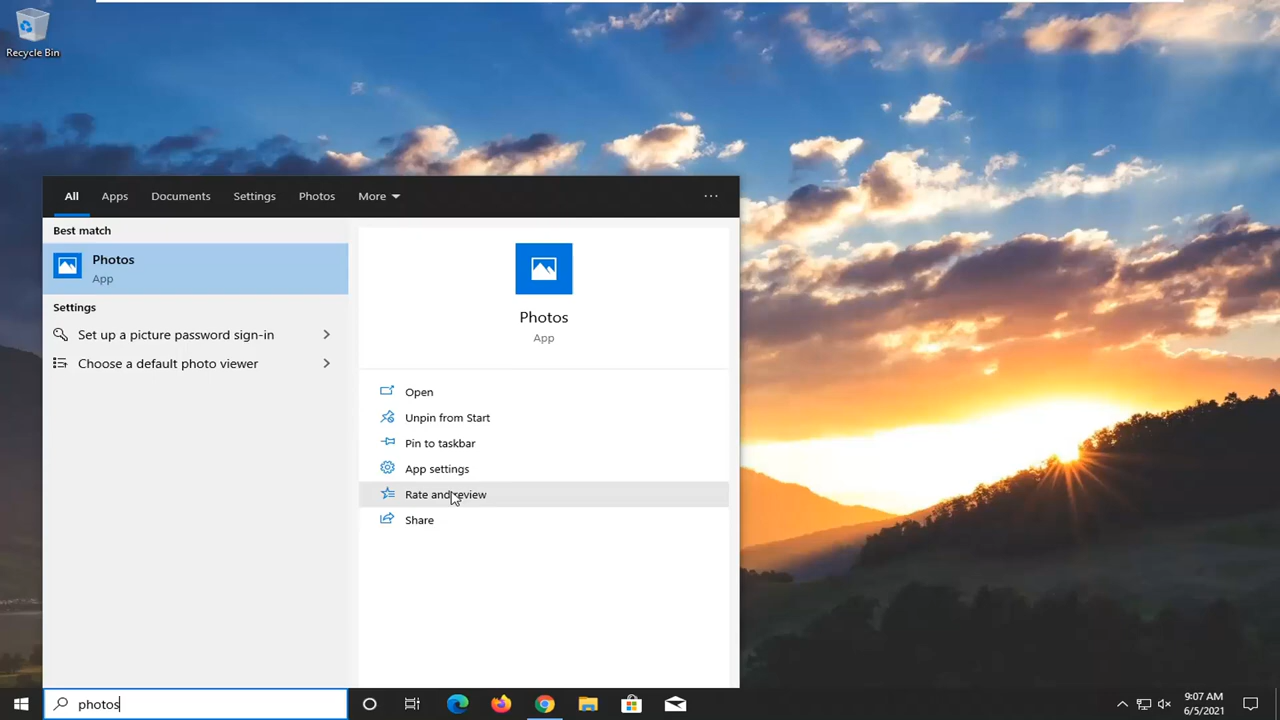 Recycle Bin
All Apps Documents Settings Photos More ...
Best match
Photos
App
Settings
Set up a picture password sign-in
Choose a default photo viewer
Photos
App
Open
Unpin from Start
Pin to taskbar
App settings
Rate and review
Share
photos
9:07 AM
6/5/2021